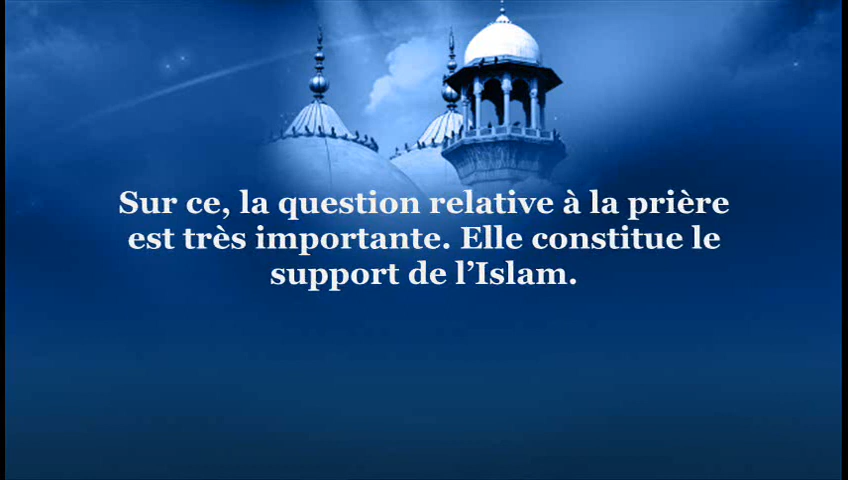 Sur ce, la question relative à la prière
est très importante. Elle constitue le
support de l’Islam.